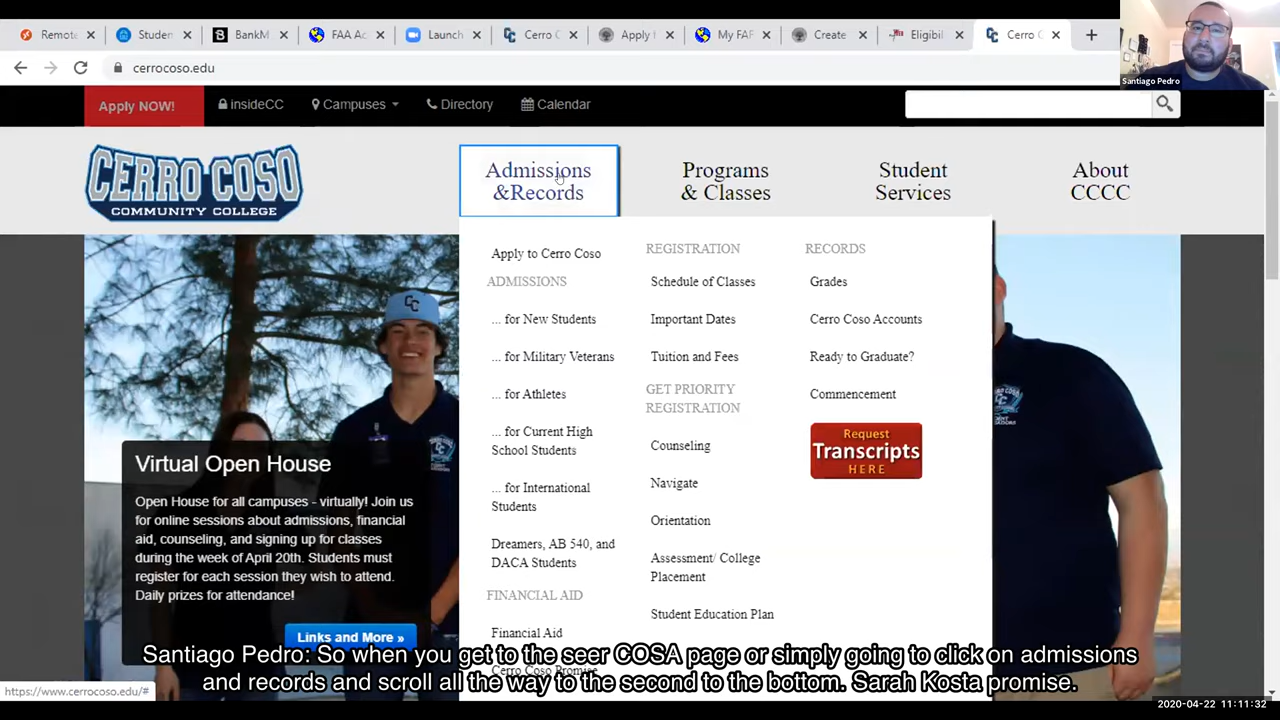 Remote
Studen
BankM
FAA Ac
Launch
Cerro C
Apply t
My FAF
Create
Eligibil
Cerro C
cerrocoso.edu
Santiago Pedro
Apply NOW!
insideCC
Campuses
Directory
Calendar
CERRO COSO
COMMUNITY COLLEGE
Admissions
&Records
Programs
& Classes
Student
Services
About
CCCC
Apply to Cerro Coso
ADMISSIONS
... for New Students
... for Military Veterans
... for Athletes
... for Current High
School Students
... for International
Students
Dreamers, AB 540, and
DACA Students
FINANCIAL AID
Financial Aid
Cerro Coso Promise
REGISTRATION
Schedule of Classes
Important Dates
Tuition and Fees
GET PRIORITY
REGISTRATION
Counseling
Navigate
Orientation
Assessment/ College
Placement
Student Education Plan
RECORDS
Grades
Cerro Coso Accounts
Ready to Graduate?
Commencement
Request
Transcripts
HERE
CC
Virtual Open House
Open House for all campuses - virtually! Join us
for online sessions about admissions, financial
aid, counseling, and signing up for classes
during the week of April 20th. Students must
register for each session they wish to attend.
Daily prizes for attendance!
Links and More »
Santiago Pedro: So when you get to the seer COSA page or simply going to click on admissions
and records and scroll all the way to the second to the bottom. Sarah Kosta promise.
https://www.cerrocoso.edu/#
2020-04-22 11:11:32